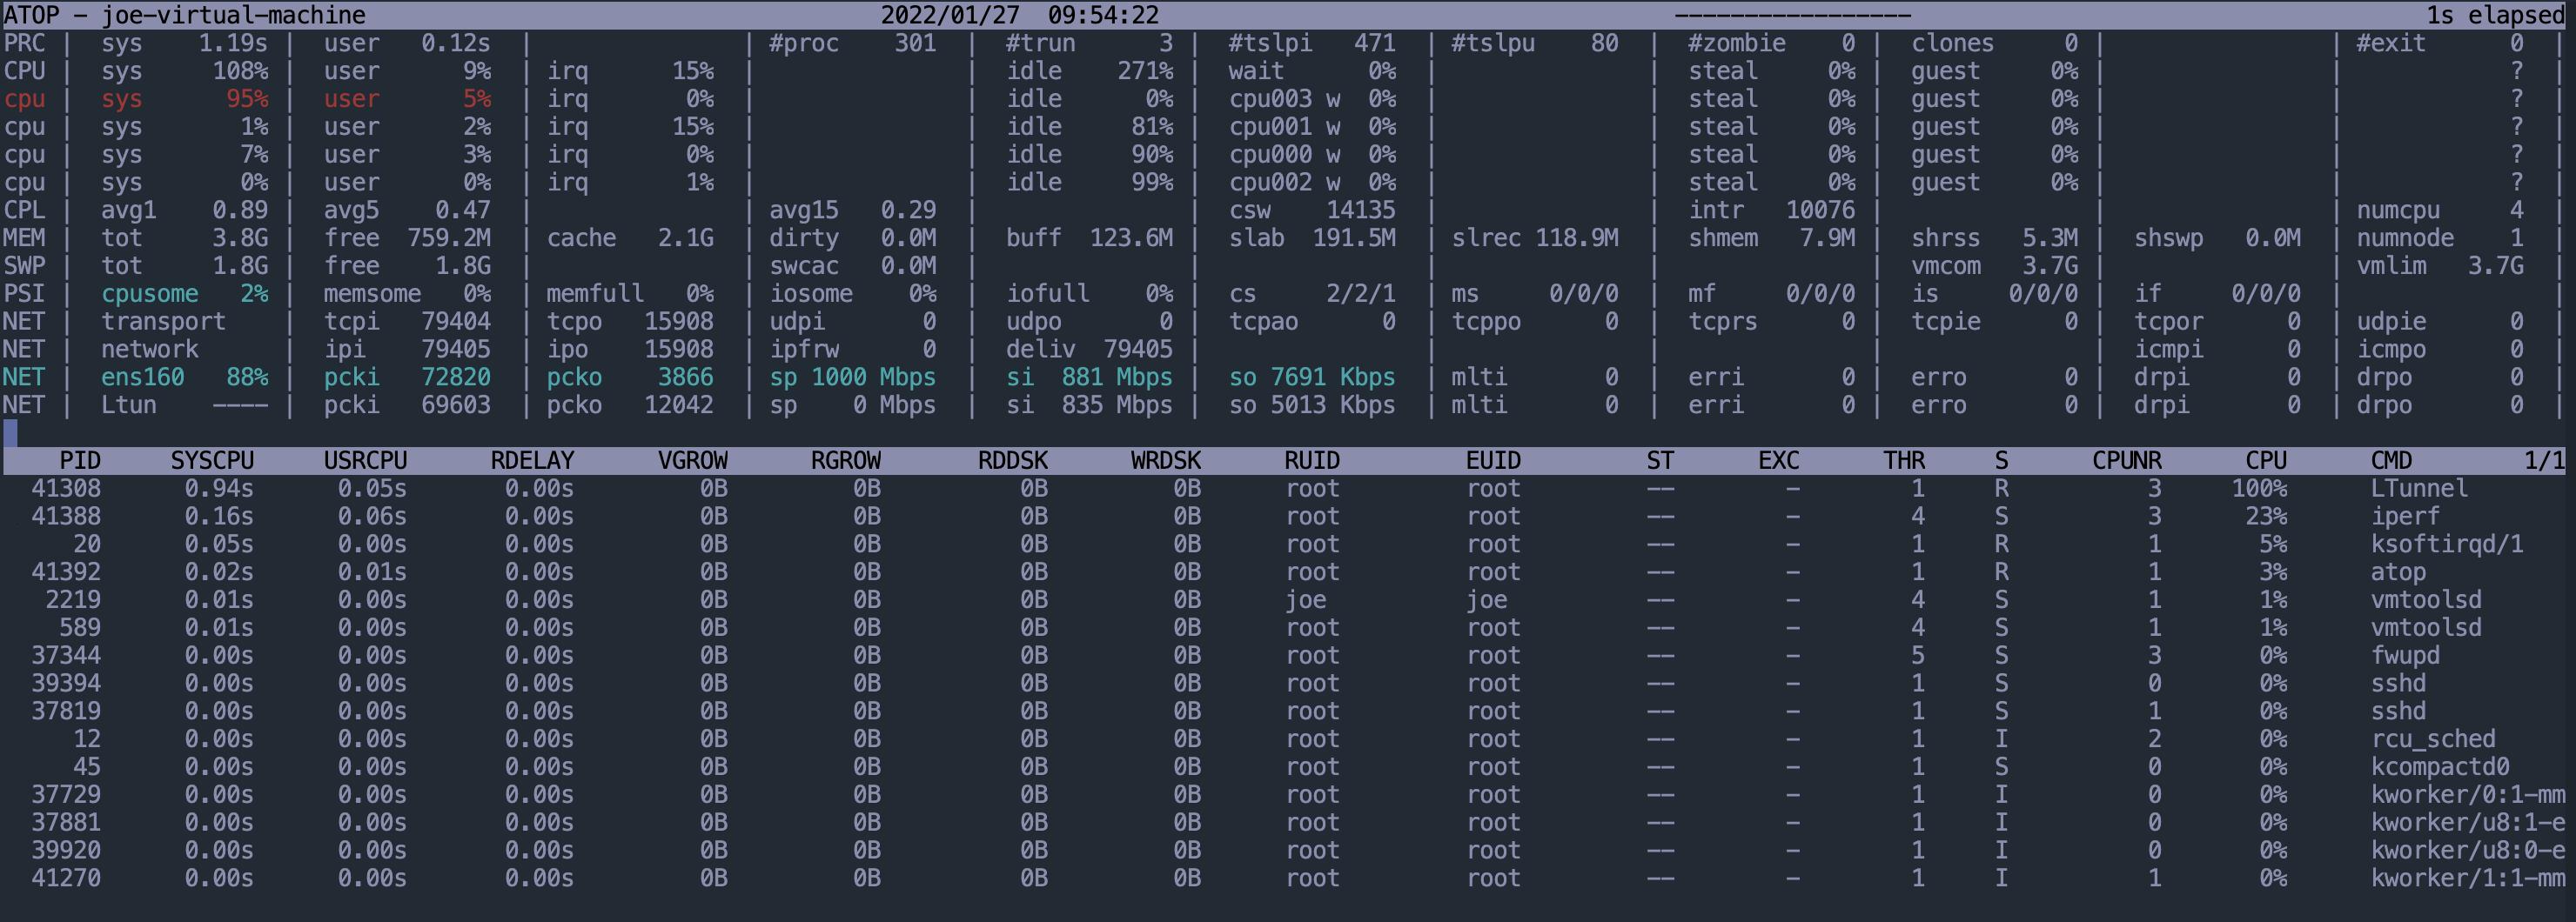 ATOP - joe-virtual-machine 2022/01/27 09:54:22 ----------------- 1s elapsed
PRC | sys 1.19s | user 0.12s | | #proc 301 | #trun 3 | #tslpi 471 | #tslpu 80 | #zombie 0 | clones 0 | | #exit 0 |
CPU | sys 108% | user 9% | irq 15% | | idle 271% | wait 0% | | steal 0% | guest 0% | | ? |
cpu | sys 95% | user 5% | irq 0% | | idle 0% | cpu003 w 0% | | steal 0% | guest 0% | | ? |
cpu | sys 1% | user 2% | irq 15% | | idle 81% | cpu001 w 0% | | steal 0% | guest 0% | | ? |
cpu | sys 7% | user 3% | irq 0% | | idle 90% | cpu000 w 0% | | steal 0% | guest 0% | | ? |
cpu | sys 0% | user 0% | irq 1% | | idle 99% | cpu002 w 0% | | steal 0% | guest 0% | | ? |
CPL | avg1 0.89 | avg5 0.47 | | avg15 0.29 | | csw 14135 | | intr 10076 | | | numcpu 4 |
MEM | tot 3.8G | free 759.2M | cache 2.1G | dirty 0.0M | buff 123.6M | slab 191.5M | slrec 118.9M | shmem 7.9M | shrss 5.3M | shswp 0.0M | numnode 1 |
SWP | tot 1.8G | free 1.8G | | swcac 0.0M | | | | | vmcom 3.7G | | vmlim 3.7G |
PSI | cpusome 2% | memsome 0% | memfull 0% | iosome 0% | iofull 0% | cs 2/2/1 | ms 0/0/0 | mf 0/0/0 | is 0/0/0 | if 0/0/0 | |
NET | transport | tcpi 79404 | tcpo 15908 | udpi 0 | udpo 0 | tcpao 0 | tcppo 0 | tcprs 0 | tcpie 0 | tcpor 0 | udpie 0 |
NET | network | ipi 79405 | ipo 15908 | ipfrw 0 | deliv 79405 | | | | | icmpi 0 | icmpo 0 |
NET | ens160 88% | pcki 72820 | pcko 3866 | sp 1000 Mbps | si 881 Mbps | so 7691 Kbps | mlti 0 | erri 0 | erro 0 | drpi 0 | drpo 0 |
NET | Ltun ---- | pcki 69603 | pcko 12042 | sp 0 Mbps | si 835 Mbps | so 5013 Kbps | mlti 0 | erri 0 | erro 0 | drpi 0 | drpo 0 |
PID SYSCPU USRCPU RDELAY VGROW RGROW RDDSK WRDSK RUID EUID ST EXC THR S CPUNR CPU CMD 1/1
41308 0.94s 0.05s 0.00s 0B 0B 0B 0B root root -- - 1 R 3 100% LTunnel
41388 0.16s 0.06s 0.00s 0B 0B 0B 0B root root -- - 4 S 3 23% iperf
20 0.05s 0.00s 0.00s 0B 0B 0B 0B root root -- - 1 R 1 5% ksoftirqd/1
41392 0.02s 0.01s 0.00s 0B 0B 0B 0B root root -- - 1 R 1 3% atop
2219 0.01s 0.00s 0.00s 0B 0B 0B 0B joe joe -- - 4 S 1 1% vmtoolsd
589 0.01s 0.00s 0.00s 0B 0B 0B 0B root root -- - 4 S 1 1% vmtoolsd
37344 0.00s 0.00s 0.00s 0B 0B 0B 0B root root -- - 5 S 3 0% fwupd
39394 0.00s 0.00s 0.00s 0B 0B 0B 0B root root -- - 1 S 0 0% sshd
37819 0.00s 0.00s 0.00s 0B 0B 0B 0B root root -- - 1 S 1 0% sshd
12 0.00s 0.00s 0.00s 0B 0B 0B 0B root root -- - 1 I 2 0% rcu_sched
45 0.00s 0.00s 0.00s 0B 0B 0B 0B root root -- - 1 S 0 0% kcompactd0
37729 0.00s 0.00s 0.00s 0B 0B 0B 0B root root -- - 1 I 0 0% kworker/0:1-mm
37881 0.00s 0.00s 0.00s 0B 0B 0B 0B root root -- - 1 I 0 0% kworker/u8:1-e
39920 0.00s 0.00s 0.00s 0B 0B 0B 0B root root -- - 1 I 0 0% kworker/u8:0-e
41270 0.00s 0.00s 0.00s 0B 0B 0B 0B root root -- - 1 I 1 0% kworker/1:1-mm